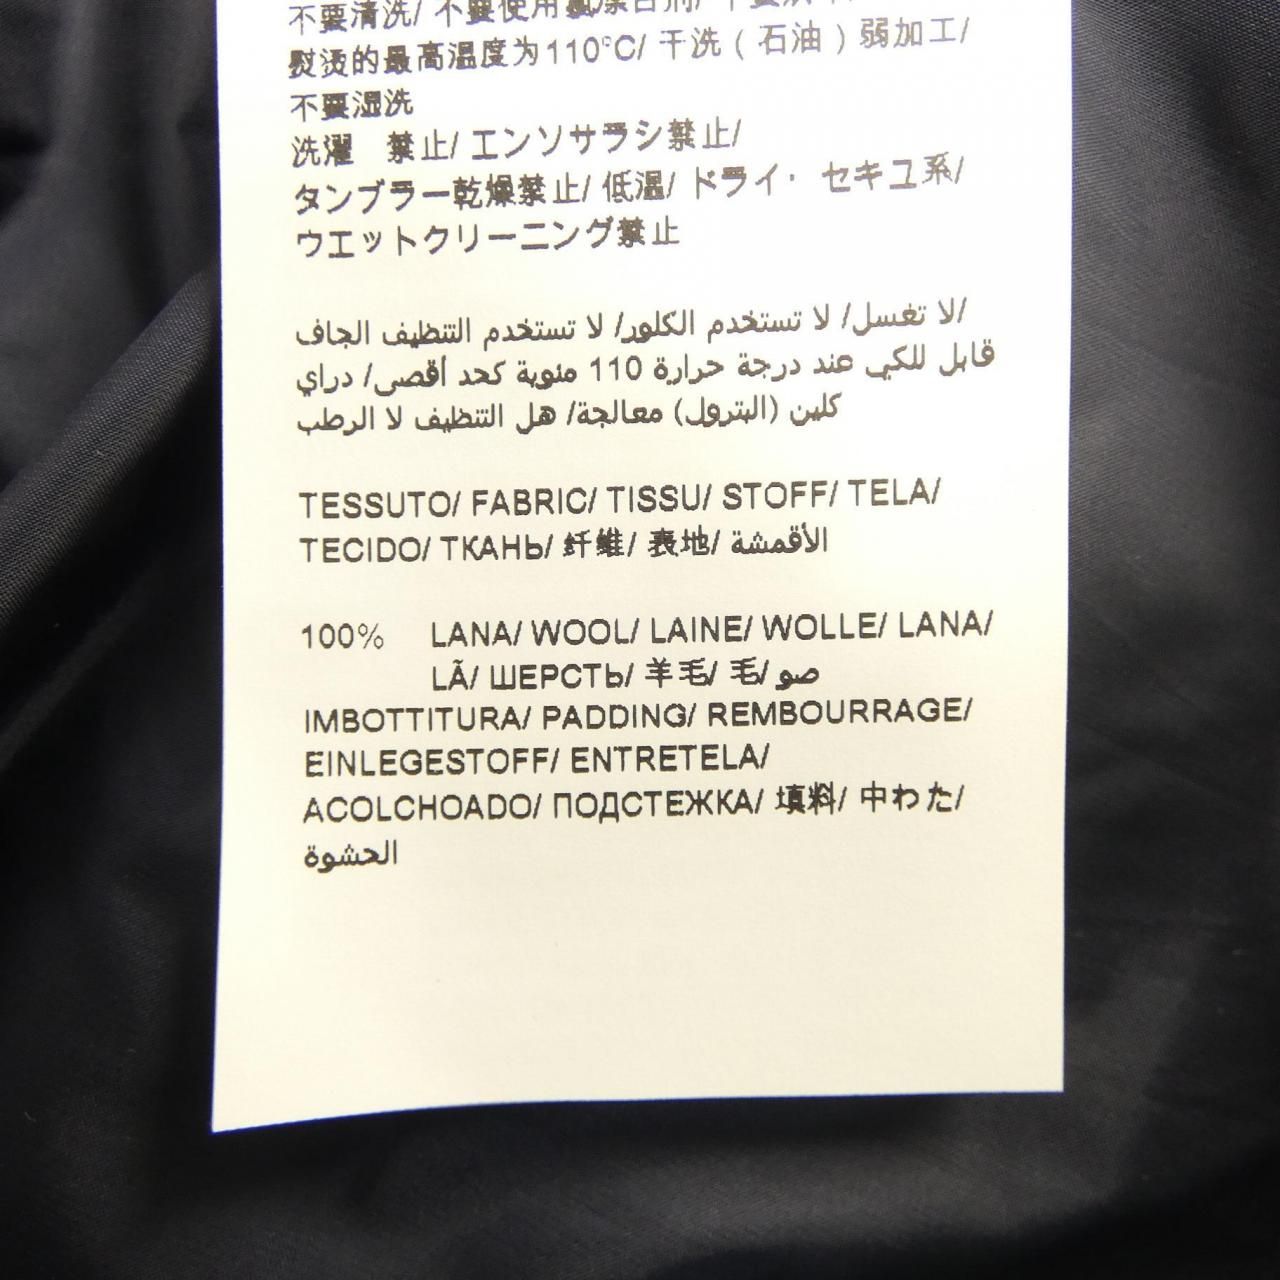 不要清洗/ 不要使用氯漂白剂/
熨烫的最高温度为110°C/ 干洗 ( 石油 ) 弱加工/
不要湿洗
洗濯 禁止/ エンソサラシ禁止/
タンブラー乾燥禁止/ 低温/ ドライ· セキユ系/
ウエットクリーニング禁止
لا تغسل/ لا تستخدم الكلور/ لا تستخدم التنظيف الجاف/
قابل للكي عند درجة حرارة 110 مئوية كحد أقصى/ دراي
كلين (البترول) معالجة/ هل التنظيف لا الرطب
TESSUTO/ FABRIC/ TISSU/ STOFF/ TELA/
TECIDO/ ТКАНЬ/ 纤维/ 表地/ الأقمشة
100% LANA/ WOOL/ LAINE/ WOLLE/ LANA/
LÃ/ ШЕРСТЬ/ 羊毛/ 毛/ صو
IMBOTTITURA/ PADDING/ REMBOURRAGE/
EINLEGESTOFF/ ENTRETELA/
ACOLCHOADO/ ПОДСТЕЖКА/ 填料/ 中わた/
الحشوة